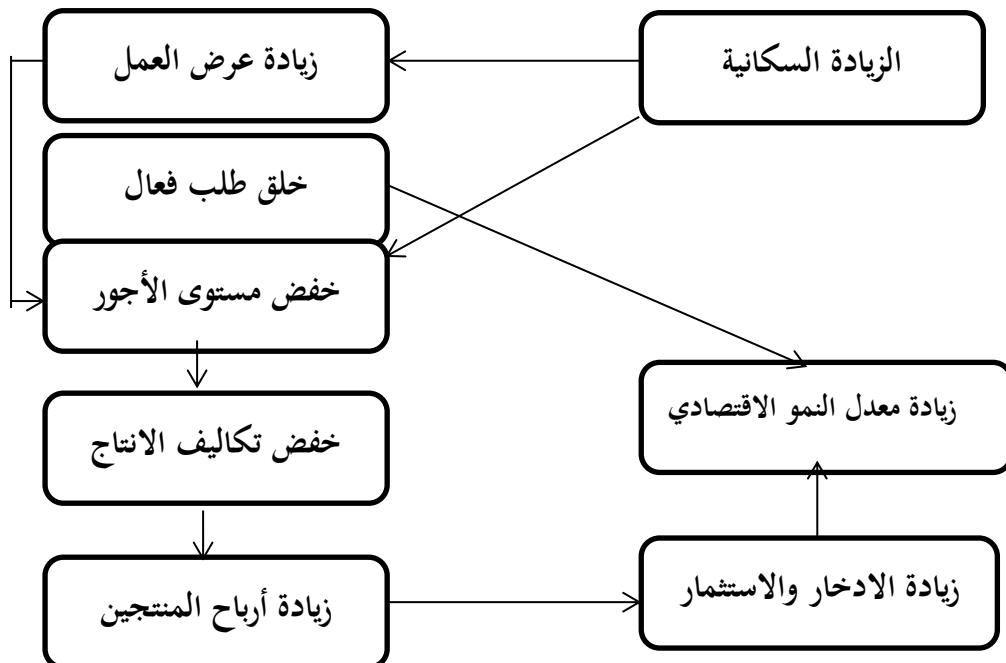 الزيادة السكانية
زيادة عرض العمل
خلق طلب فعال
خفض مستوى الأجور
خفض تكاليف الانتاج
زيادة معدل النمو الاقتصادي
زيادة أرباح المنتجين
زيادة الادخار والاستثمار